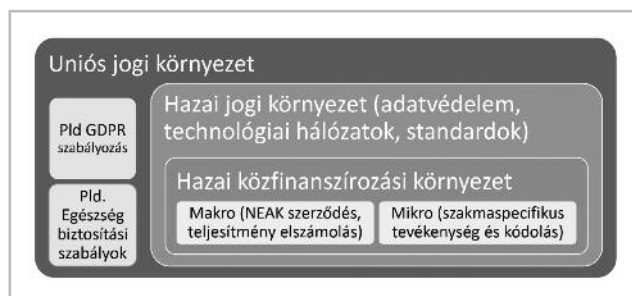 Uniós jogi környezet
Pld GDPR
szabályozás
Pld.
Egészség
biztosítási
szabályok
Hazai jogi környezet (adatvédelem,
technológiai hálózatok, standardok)
Hazai közfinanszírozási környezet
Makro (NEAK szerződés,
teljesítmény elszámolás)
Mikro (szakmaspecifikus
tevékenység és kódolás)